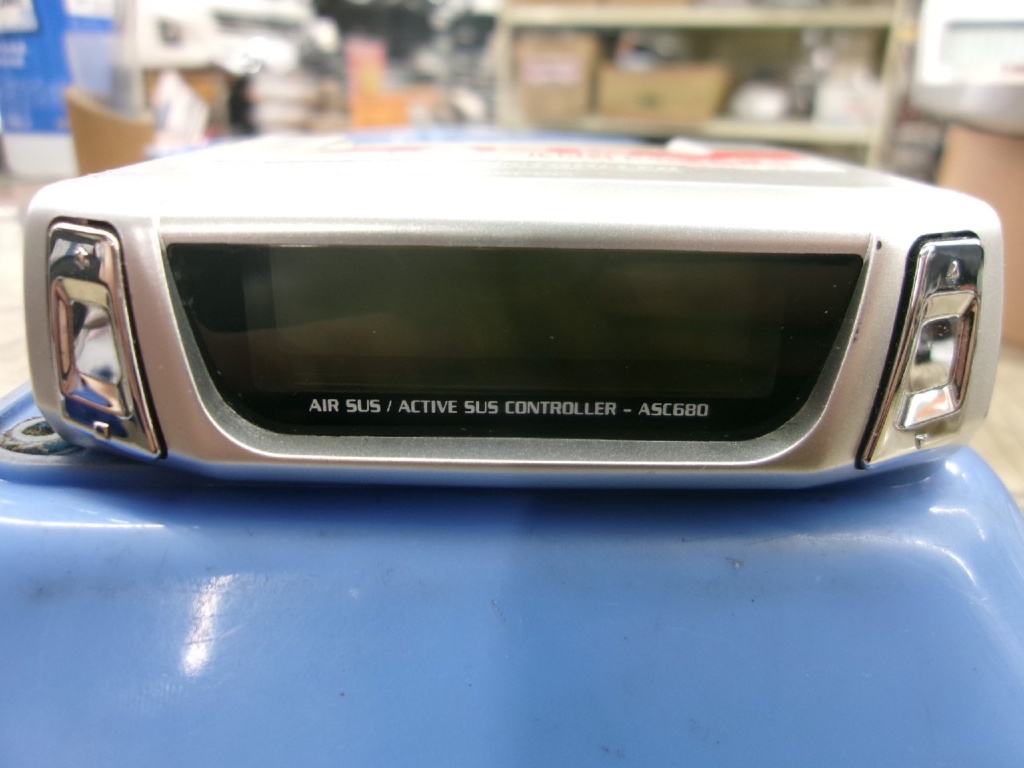 AIR SUS / ACTIVE SUS CONTROLLER - ASC680